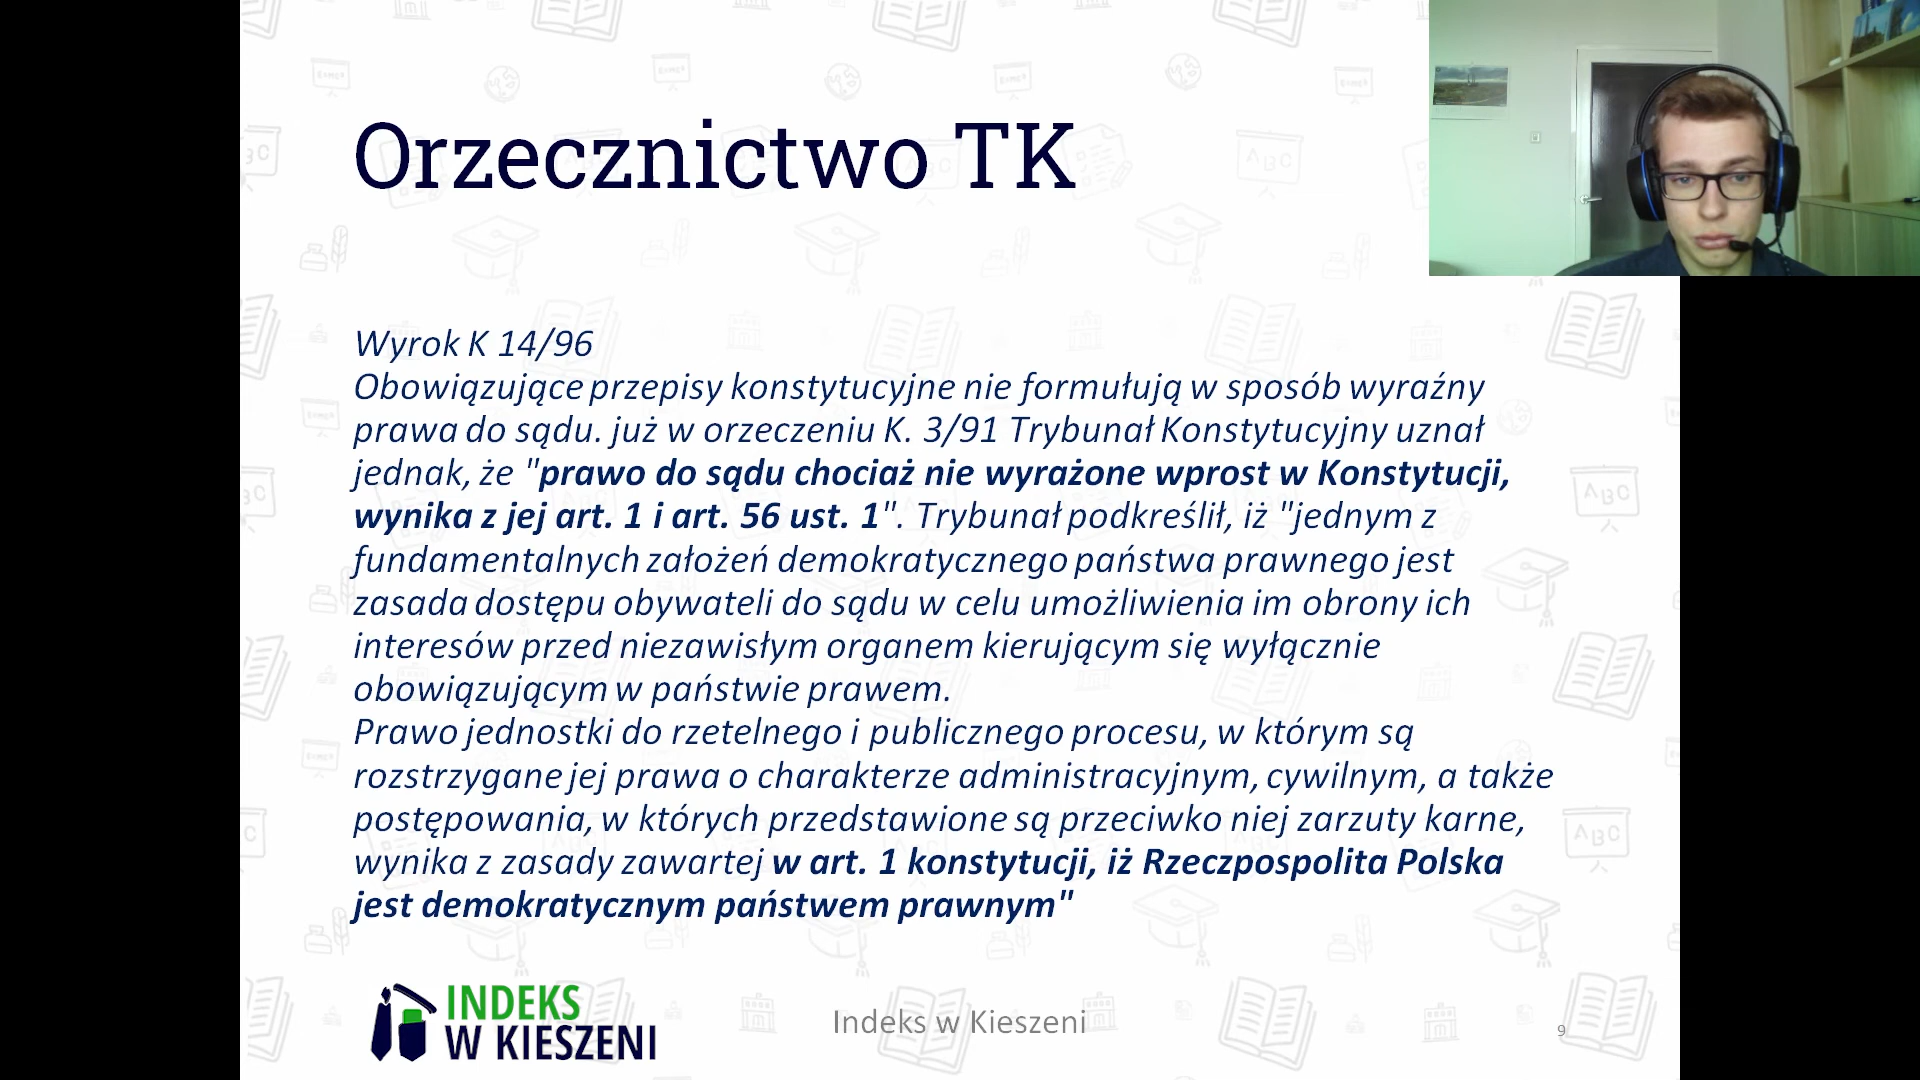 Orzecznictwo TK
Wyrok K 14/96
Obowiązujące przepisy konstytucyjne nie formułują w sposób wyraźny
prawa do sądu. już w orzeczeniu K. 3/91 Trybunał Konstytucyjny uznał
jednak, że "prawo do sądu chociaż nie wyrażone wprost w Konstytucji,
wynika z jej art. 1 i art. 56 ust. 1". Trybunał podkreślił, iż "jednym z
fundamentalnych założeń demokratycznego państwa prawnego jest
zasada dostępu obywateli do sądu w celu umożliwienia im obrony ich
interesów przed niezawisłym organem kierującym się wyłącznie
obowiązującym w państwie prawem.
Prawo jednostki do rzetelnego i publicznego procesu, w którym są
rozstrzygane jej prawa o charakterze administracyjnym, cywilnym, a także
postępowania, w których przedstawione są przeciwko niej zarzuty karne,
wynika z zasady zawartej w art. 1 konstytucji, iż Rzeczpospolita Polska
jest demokratycznym państwem prawnym"
INDEKS
W KIESZENI
Indeks w Kieszeni
9